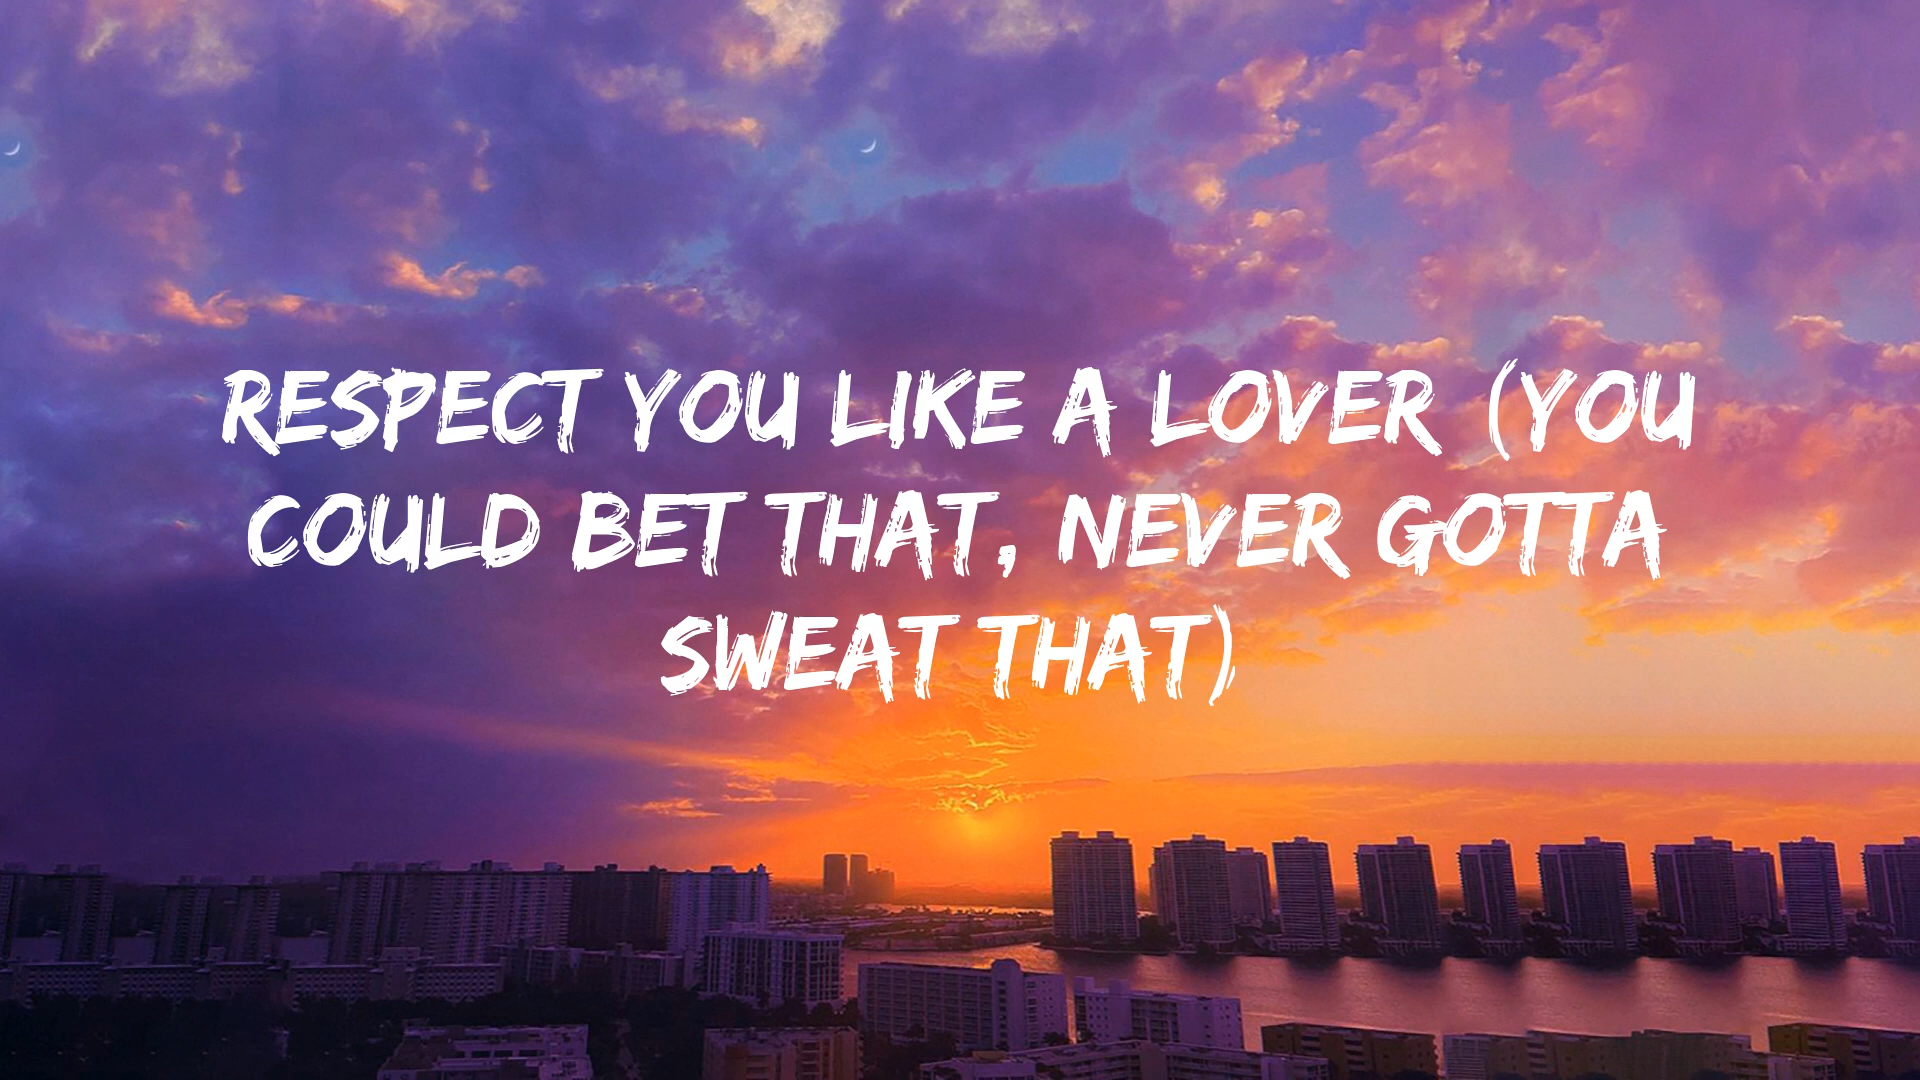 RESPECT YOU LIKE A LOVER (YOU
COULD BET THAT, NEVER GOTTA
SWEAT THAT)